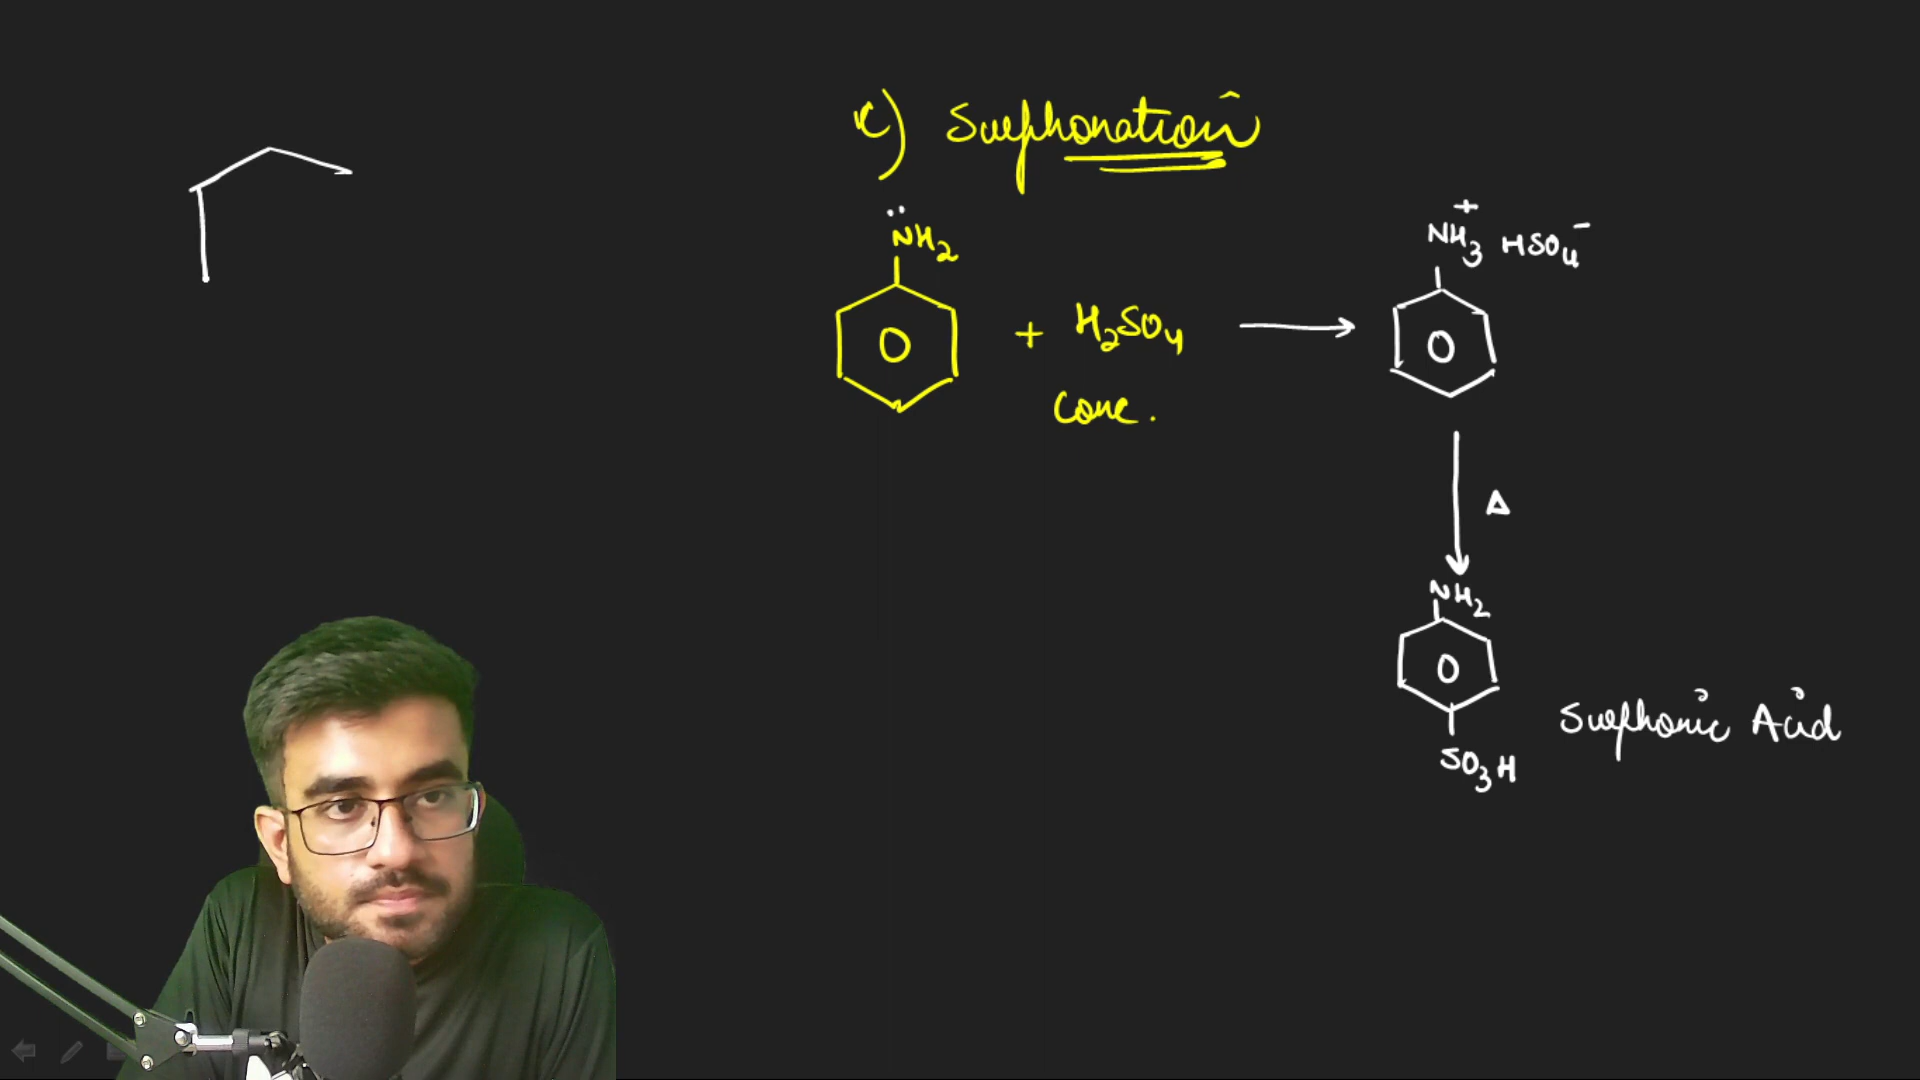 c) Sulphonation
NH2
+ H2SO4
Conc.
NH3+ HSO4-
Δ
NH2
SO3H
Sulphonic Acid